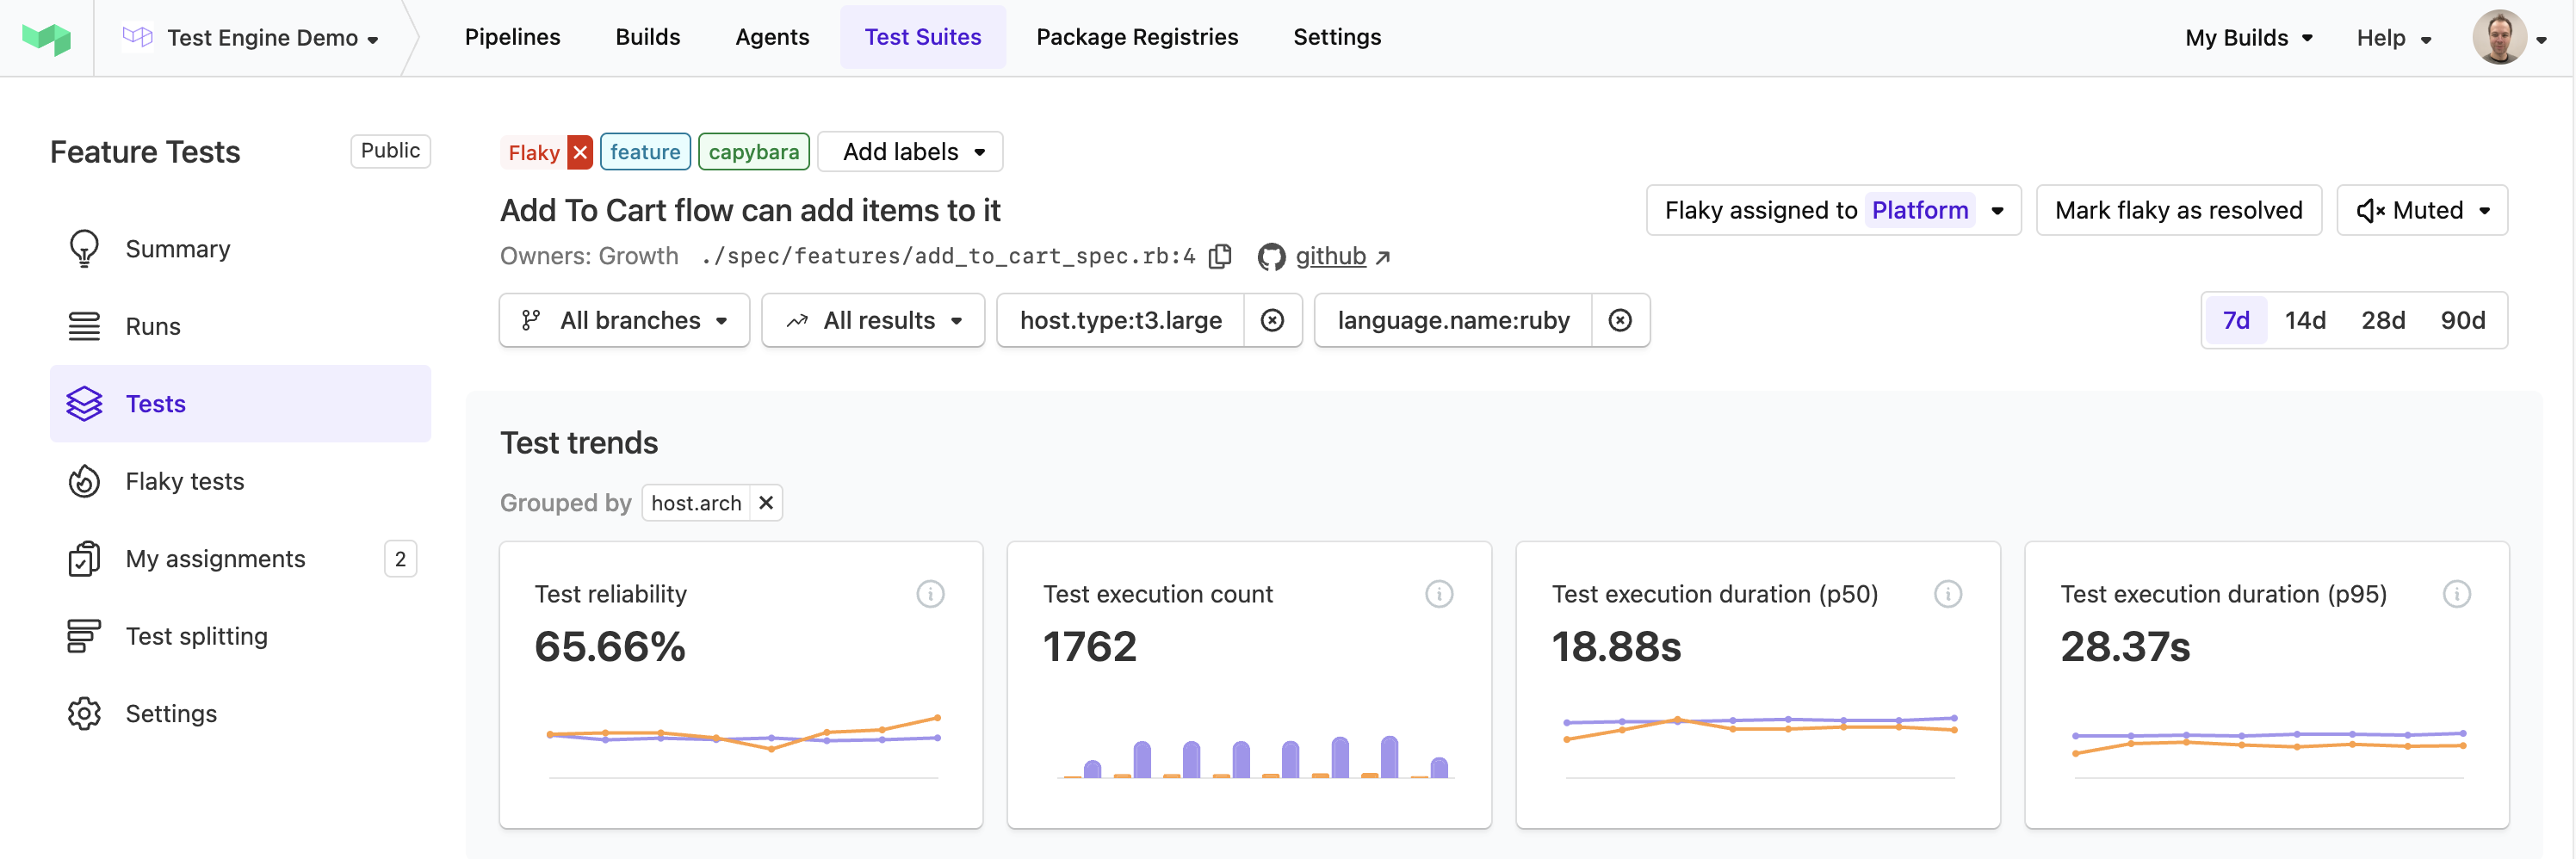 Test Engine Demo
Pipelines
Builds
Agents
Test Suites
Package Registries
Settings
My Builds
Help
Feature Tests
Public
Summary
Runs
Tests
Flaky tests
My assignments
2
Test splitting
Settings
Flaky
feature
capybara
Add labels
Add To Cart flow can add items to it
Flaky assigned to Platform
Mark flaky as resolved
Muted
Owners: Growth ./spec/features/add_to_cart_spec.rb:4 github
All branches
All results
host.type:t3.large
language.name:ruby
7d 14d 28d 90d
Test trends
Grouped by host.arch
Test reliability
65.66%
Test execution count
1762
Test execution duration (p50)
18.88s
Test execution duration (p95)
28.37s